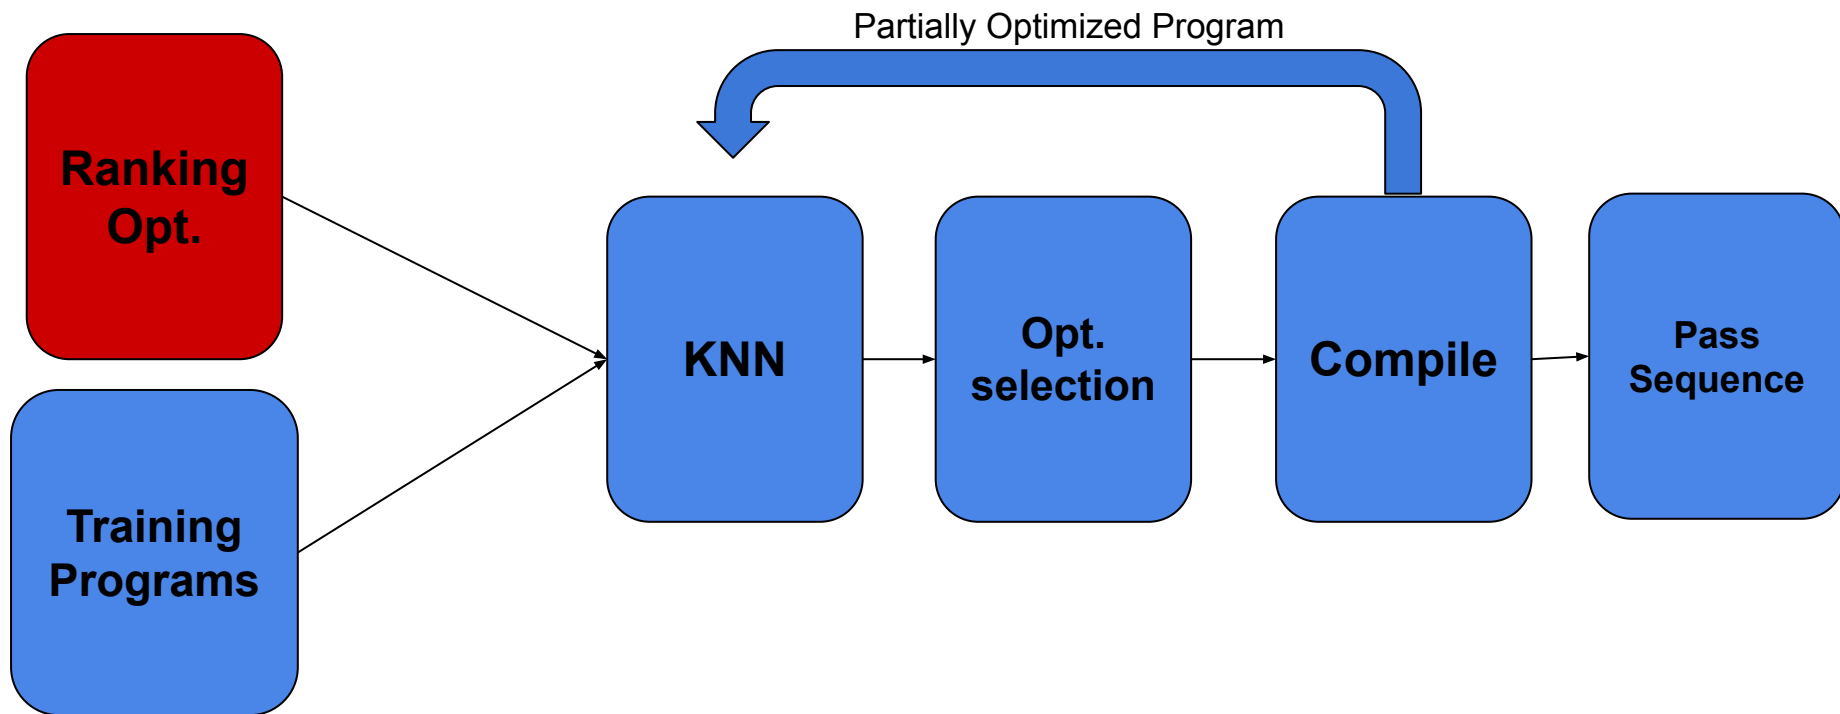 Partially Optimized Program
Ranking
Opt.
Training
Programs
KNN
Opt.
selection
Compile
Pass
Sequence